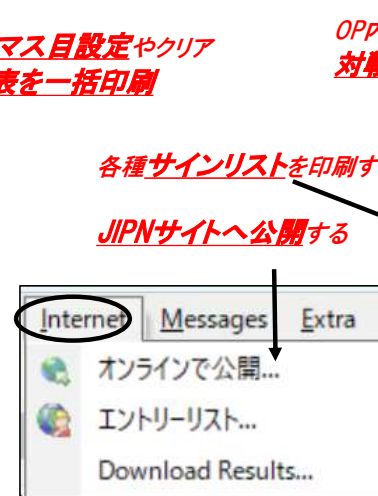 マス目設定やクリア
表を一括印刷
OPP
対戦
各種サインリストを印刷す
JIPNサイトへ公開する
Internet Messages Extra
オンラインで公開...
エントリーリスト...
Download Results...